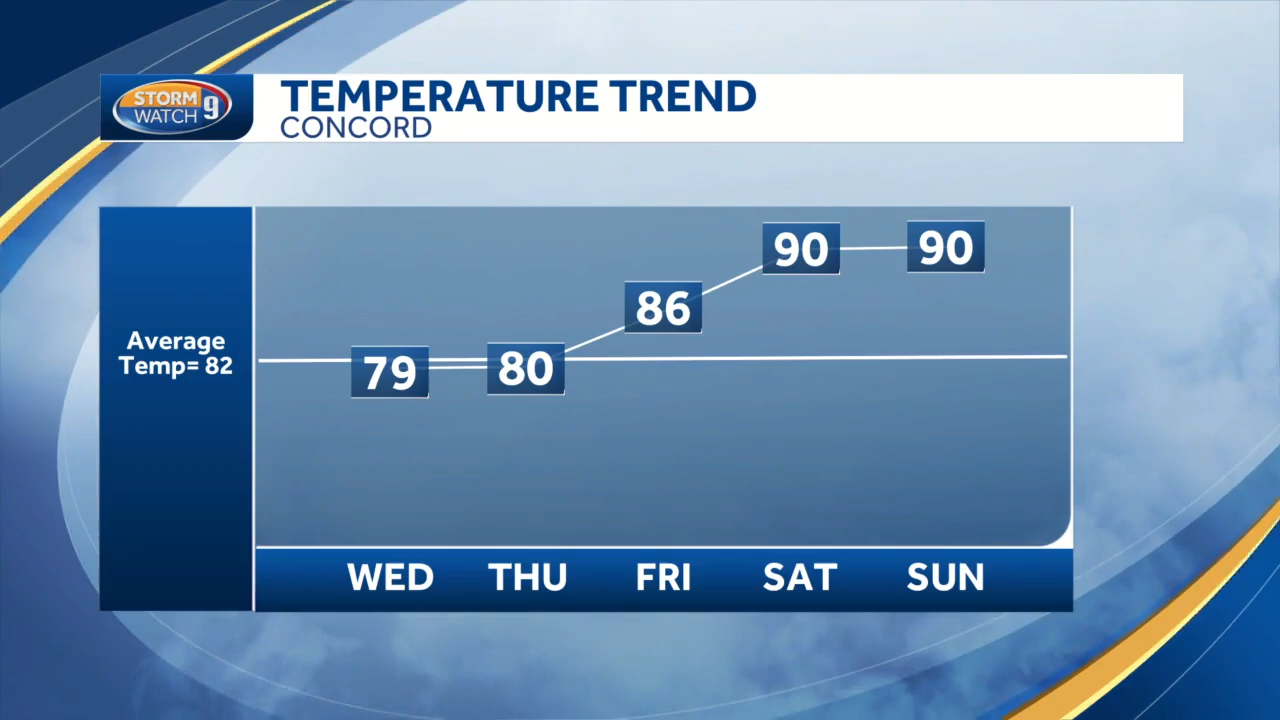 STORM
WATCH 9
TEMPERATURE TREND
CONCORD
90
90
86
Average
Temp= 82
79
80
WED THU FRI SAT SUN